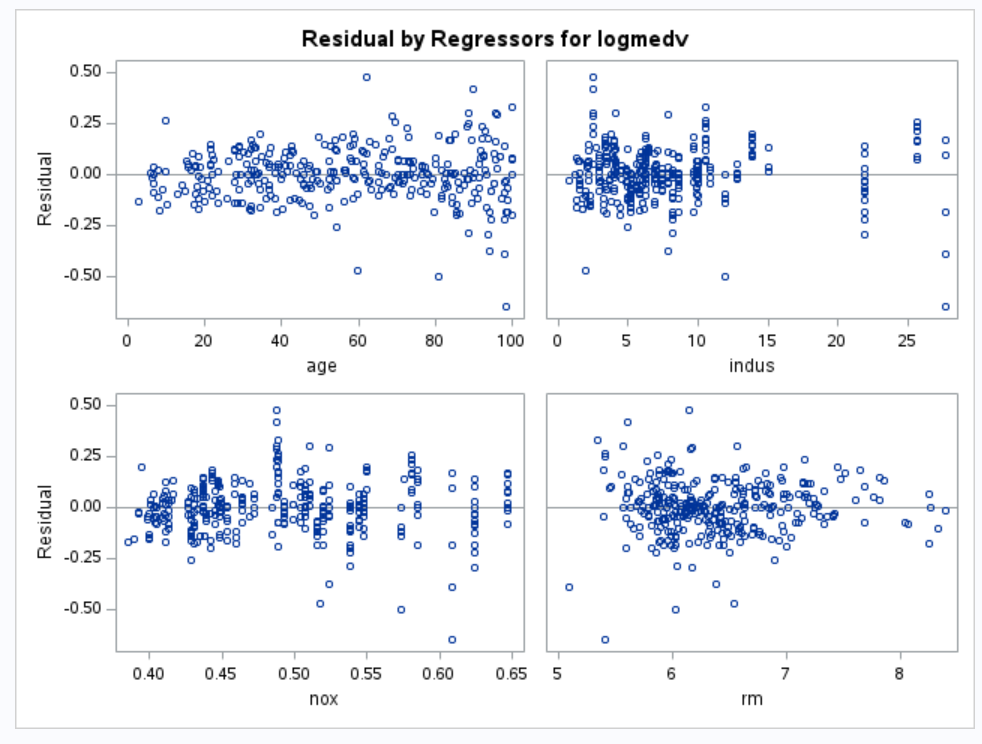 Residual by Regressors for logmedv
0.50
0.25
0.00
-0.25
-0.50
Residual
0 20 40 60 80 100
age
0 5 10 15 20 25
indus
0.50
0.25
0.00
-0.25
-0.50
Residual
0.40 0.45 0.50 0.55 0.60 0.65
nox
5 6 7 8
rm